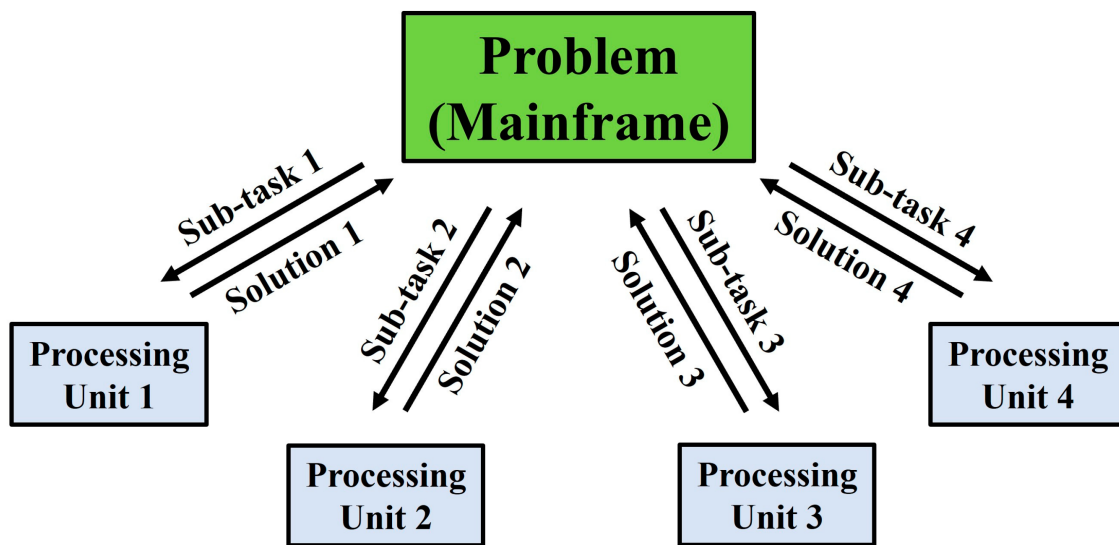 Problem
(Mainframe)
Sub-task 1
Solution 1
Sub-task 2
Solution 2
Solution 3
Sub-task 3
Solution 4
Sub-task 4
Processing
Unit 1
Processing
Unit 2
Processing
Unit 3
Processing
Unit 4